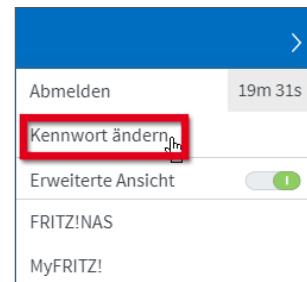 Abmelden 19m 31s
Kennwort ändern
Erweiterte Ansicht
FRITZ!NAS
MyFRITZ!